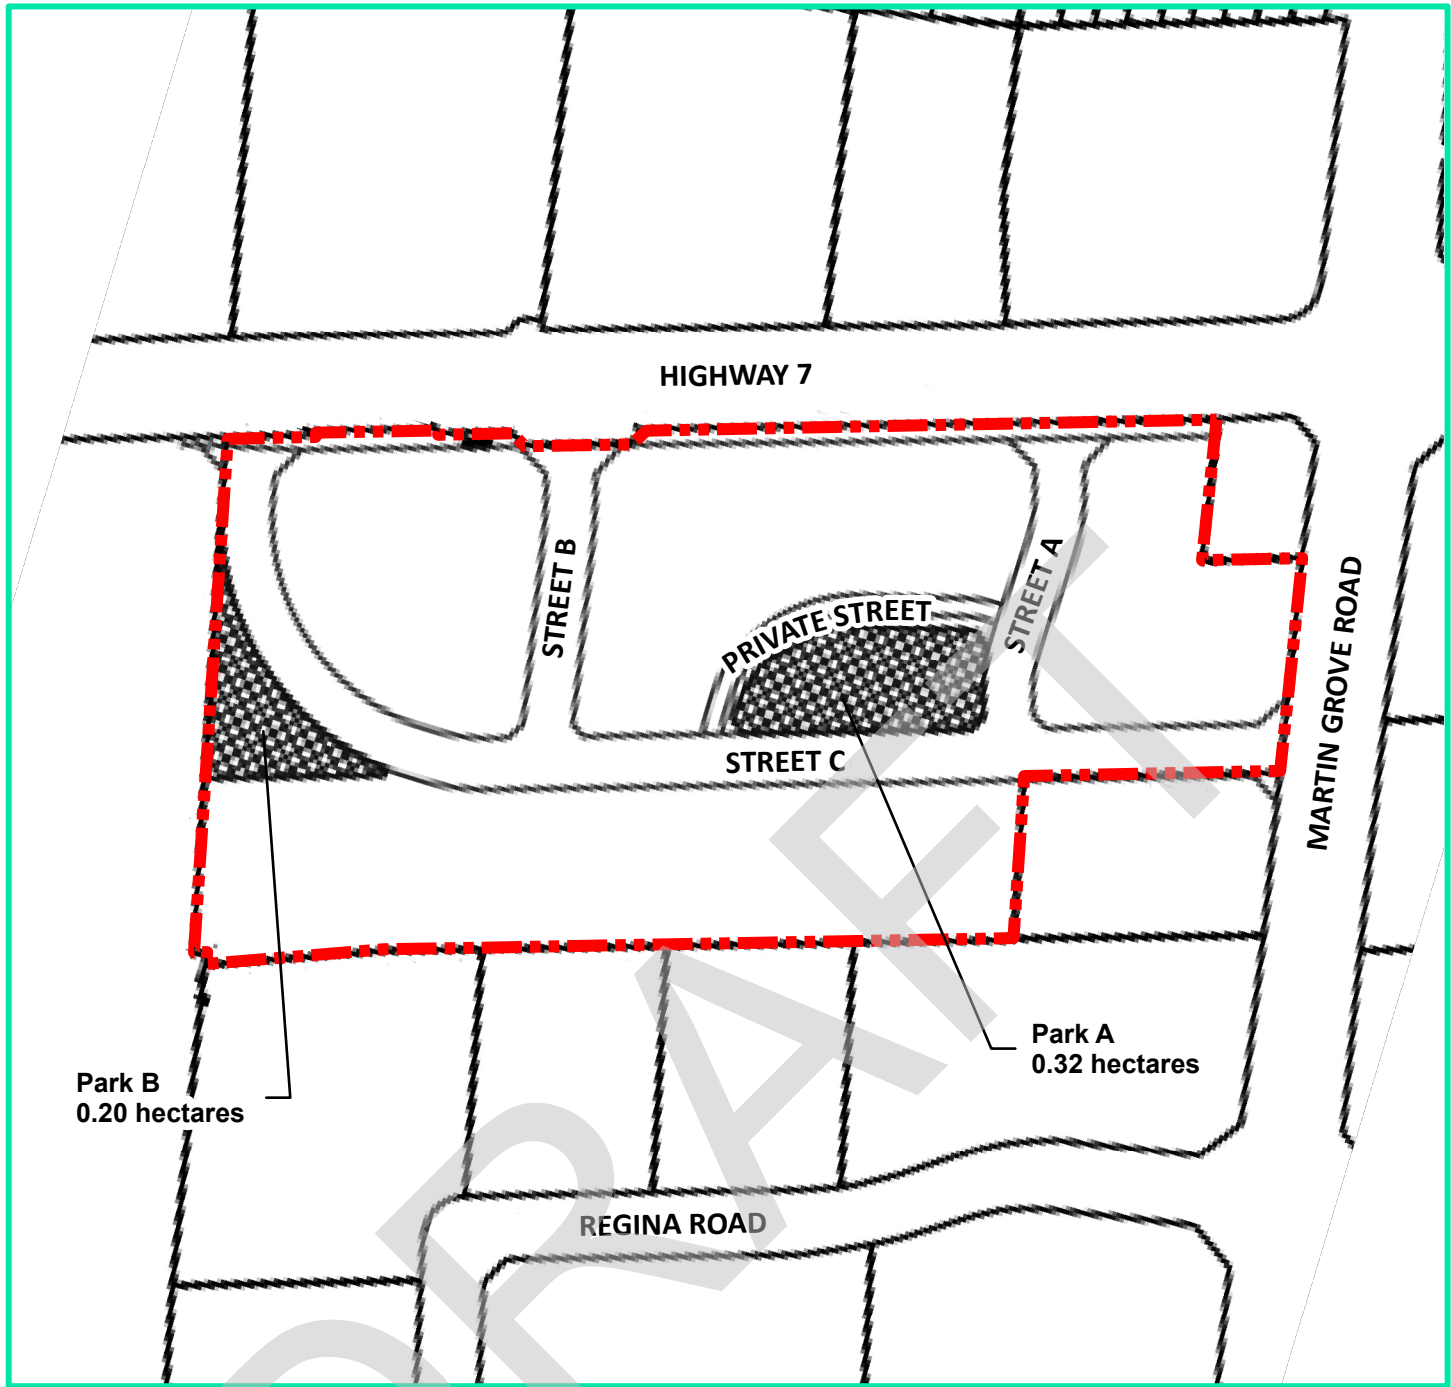 HIGHWAY 7
STREET B
STREET A
PRIVATE STREET
MARTIN GROVE ROAD
STREET C
Park A
0.32 hectares
Park B
0.20 hectares
REGINA ROAD
DRAFT